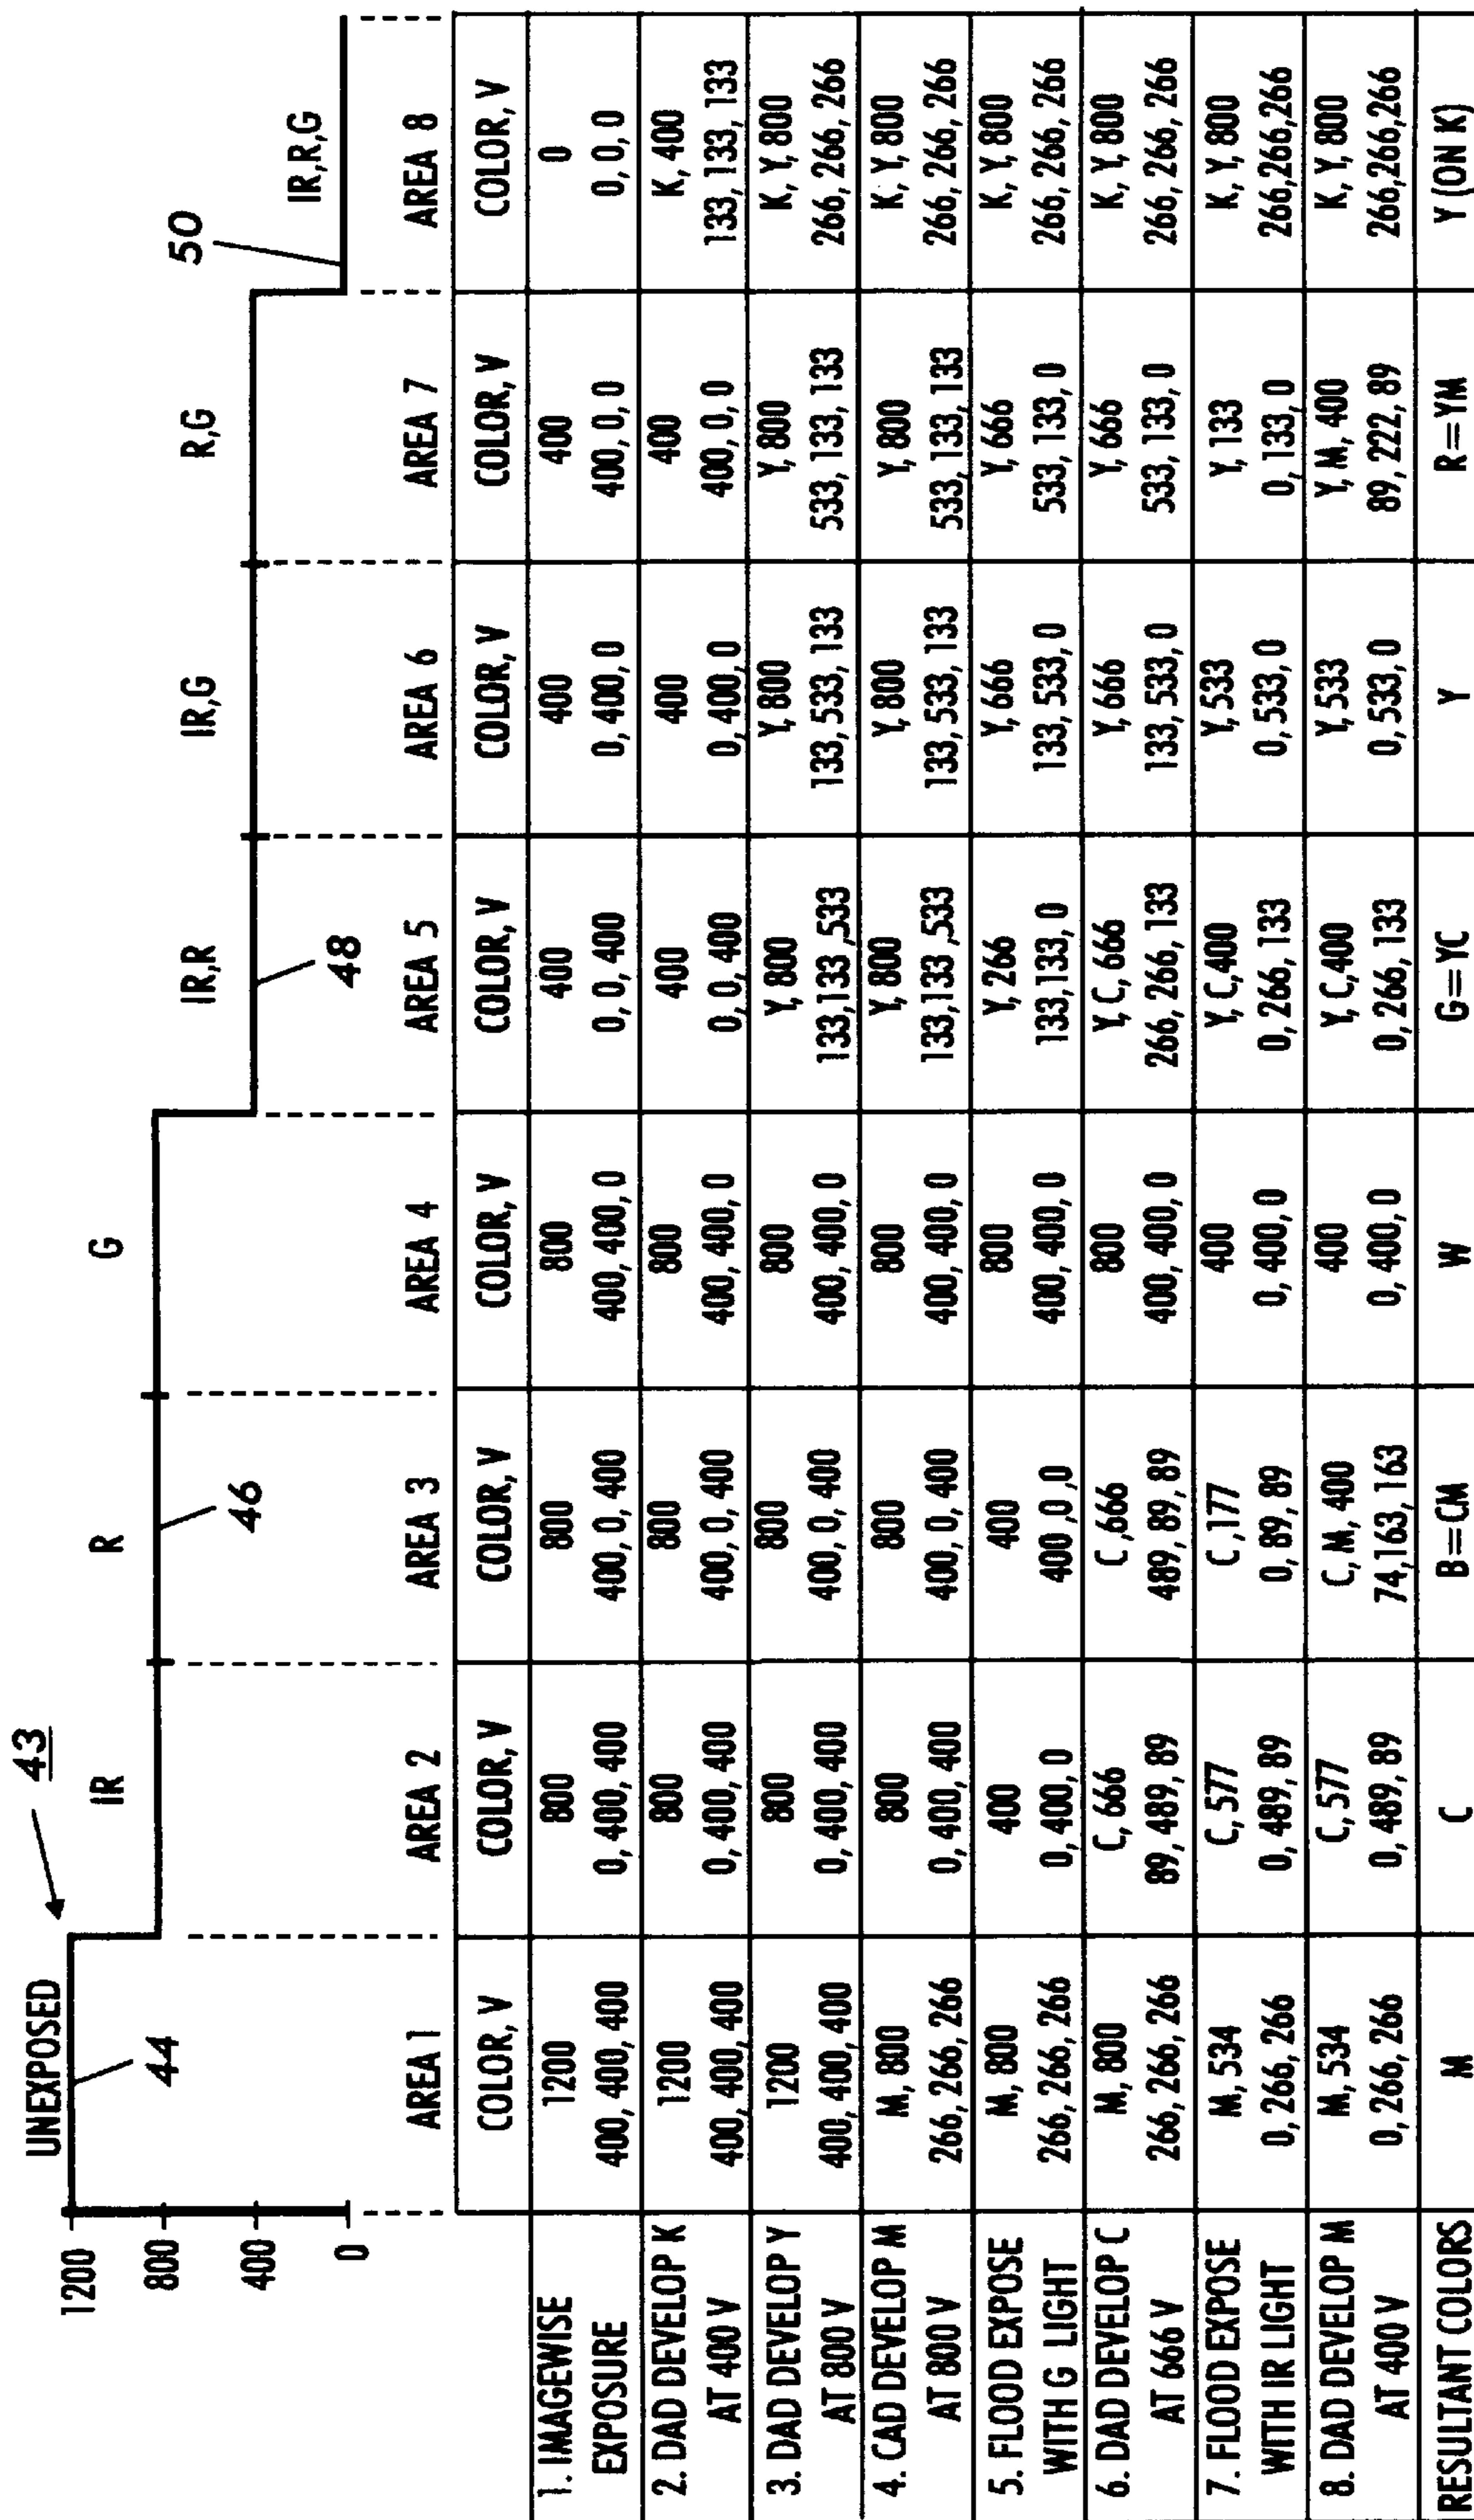 43
UNEXPOSED
IR
R
G
IR,R
IR,G
R,G
IR,R,G
1200
800
400
0
44
46
48
50
AREA 1
AREA 2
AREA 3
AREA 4
AREA 5
AREA 6
AREA 7
AREA 8
COLOR, V
COLOR, V
COLOR, V
COLOR, V
COLOR, V
COLOR, V
COLOR, V
COLOR, V
1. IMAGEWISE
EXPOSURE
1200
400, 400, 400
800
0, 400, 400
800
400, 0, 400
800
400, 400, 0
400
0, 0, 400
400
0, 400, 0
400
400, 0, 0
0
0, 0, 0
2. DAD DEVELOP K
AT 400 V
1200
400, 400, 400
800
0, 400, 400
800
400, 0, 400
800
400, 400, 0
400
0, 0, 400
400
0, 400, 0
400
400, 0, 0
K, 400
133, 133, 133
3. DAD DEVELOP Y
AT 800 V
1200
400, 400, 400
800
0, 400, 400
800
400, 0, 400
800
400, 400, 0
Y, 800
133,133 ,533
Y, 800
133, 533, 133
Y, 800
533, 133, 133
K, Y, 800
266, 266, 266
4. CAD DEVELOP M
AT 800 V
M, 800
266, 266, 266
800
0, 400, 400
800
400, 0, 400
800
400, 400, 0
Y, 800
133,133 ,533
Y, 800
133, 533, 133
Y, 800
533, 133, 133
K, Y, 800
266, 266, 266
5. FLOOD EXPOSE
WITH G LIGHT
M, 800
266, 266, 266
400
0, 400, 0
400
400 ,0 ,0
800
400, 400, 0
Y, 266
133,133, 0
Y, 666
133, 533, 0
Y, 666
533, 133, 0
K, Y, 800
266, 266, 266
6. DAD DEVELOP C
AT 666 V
M, 800
266, 266, 266
C, 666
89, 489, 89
C ,666
489, 89, 89
800
400, 400, 0
Y, C, 666
266, 266, 133
Y, 666
133, 533, 0
Y, 666
533, 133, 0
K, Y, 800
266, 266, 266
7. FLOOD EXPOSE
WITH IR LIGHT
M, 534
0, 266, 266
C, 577
0, 489, 89
C, 177
0, 89, 89
400
0, 400, 0
Y, C, 400
0, 266, 133
Y, 533
0, 533, 0
Y, 133
0, 133, 0
K, Y, 800
266,266,266
8. DAD DEVELOP M
AT 400 V
M, 534
0, 266, 266
C, 577
0, 489, 89
C, M, 400
74,163, 163
400
0, 400, 0
Y, C, 400
0, 266, 133
Y, 533
0, 533, 0
Y, M, 400
89, 222, 89
K, Y, 800
266,266,266
RESULTANT COLORS
M
C
B=CM
W
G=YC
Y
R=YM
Y (ON K)